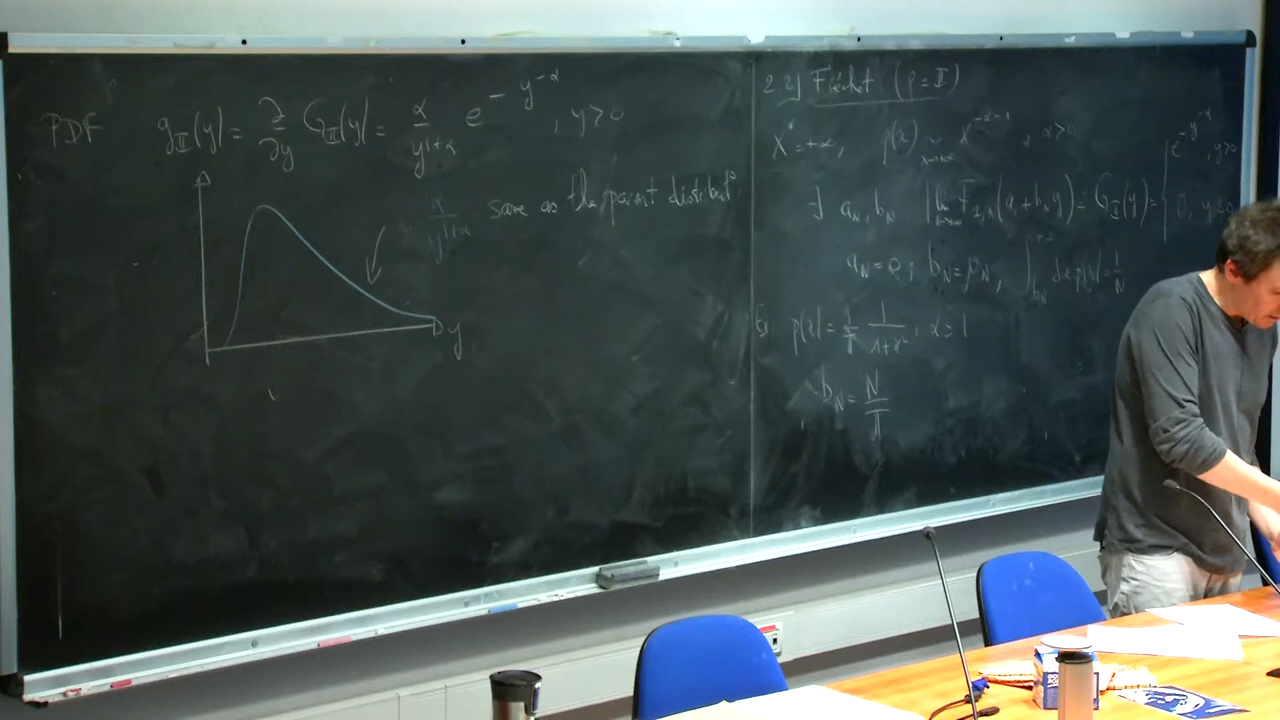 PDF g_II(y) = ∂/∂y G_II(y) = α/y^{1+α} e^{-y^{-α}}, y>0
~ α/y^{1+α} same as the parent distribut°
y
2.2) Fréchet (ρ=II)
X* = +∞, p(x) ~_{x→+∞} x^{-α-1}, α>0
∃ a_N, b_N lim_{N→∞} F_{1,N}(a_N+b_N y) = G_II(y) = { e^{-y^{-α}}, y>0
0, y≤0
a_N = 0; b_N = ρ_N, ∫_{b_N}^{+∞} dx p(x) = 1/N
Ex p(x) = 1/π 1/(1+x²), α=1
b_N = N/π